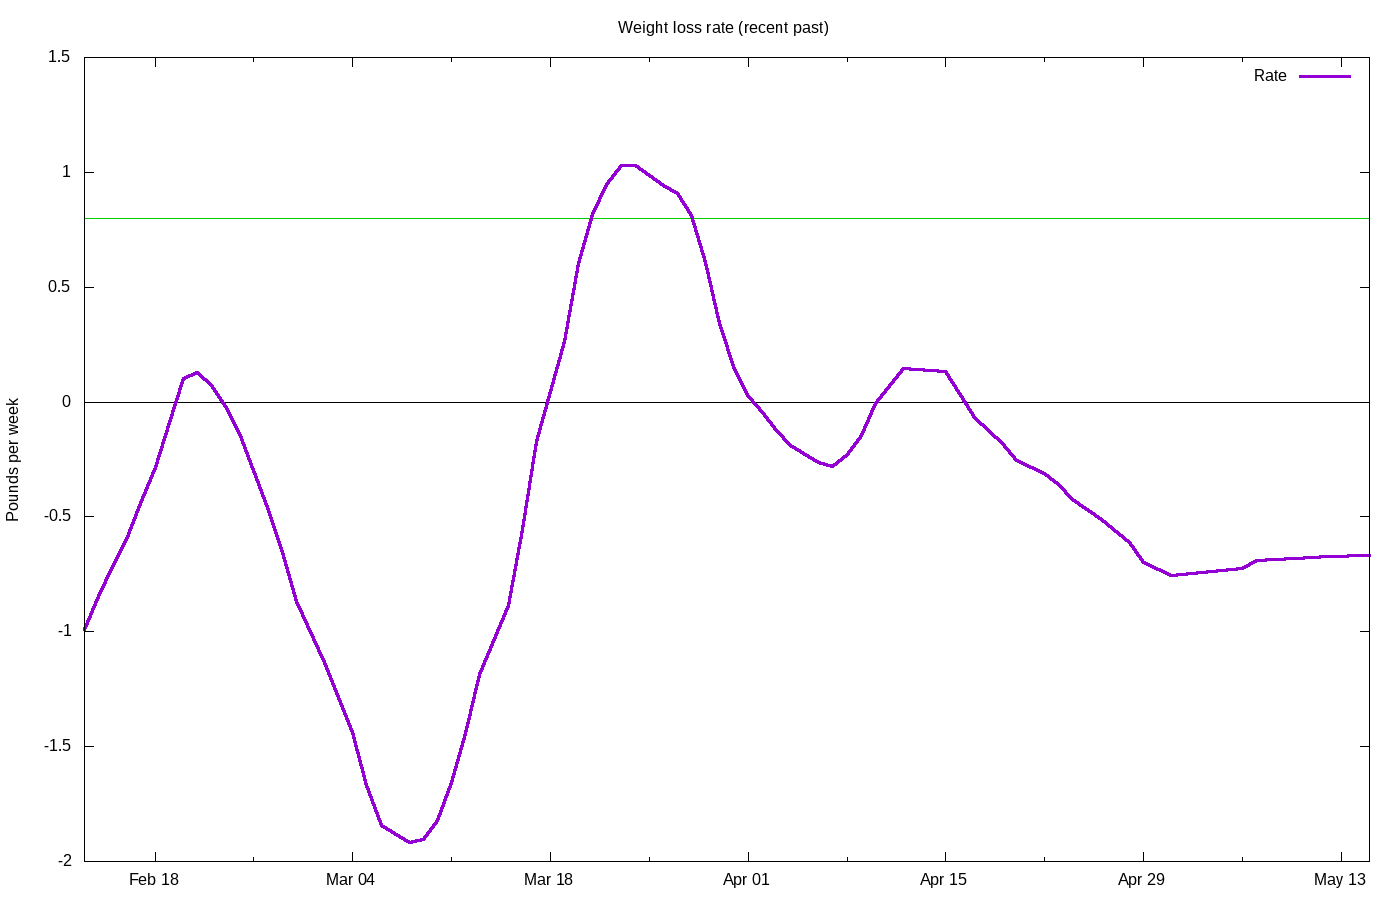 Weight loss rate (recent past)
Rate
1.5
1
0.5
0
-0.5
-1
-1.5
-2
Pounds per week
Feb 18
Mar 04
Mar 18
Apr 01
Apr 15
Apr 29
May 13